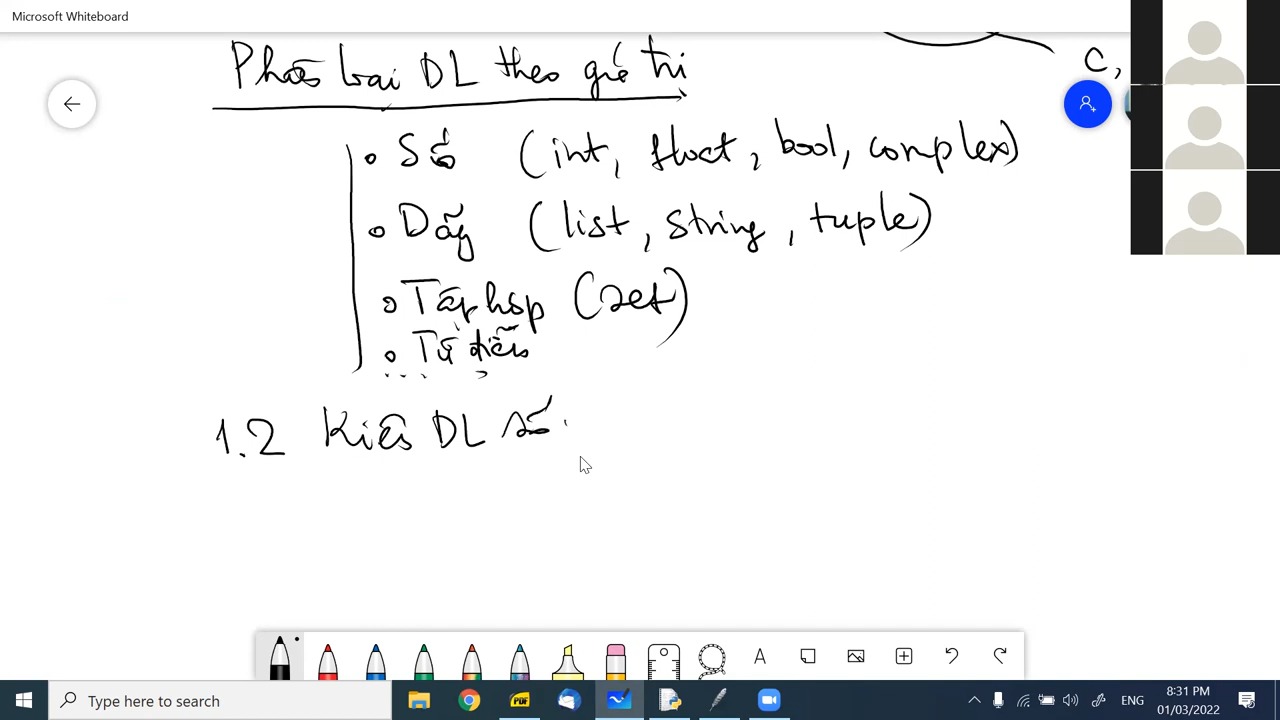 Microsoft Whiteboard
Phân loại DL theo giá trị
C,
Số (int, float, bool, complex)
Dãy (list, string, tuple)
Tập hợp (set)
Từ điển
...
1.2 Kiểu DL số.
Type here to search
ENG
8:31 PM
01/03/2022